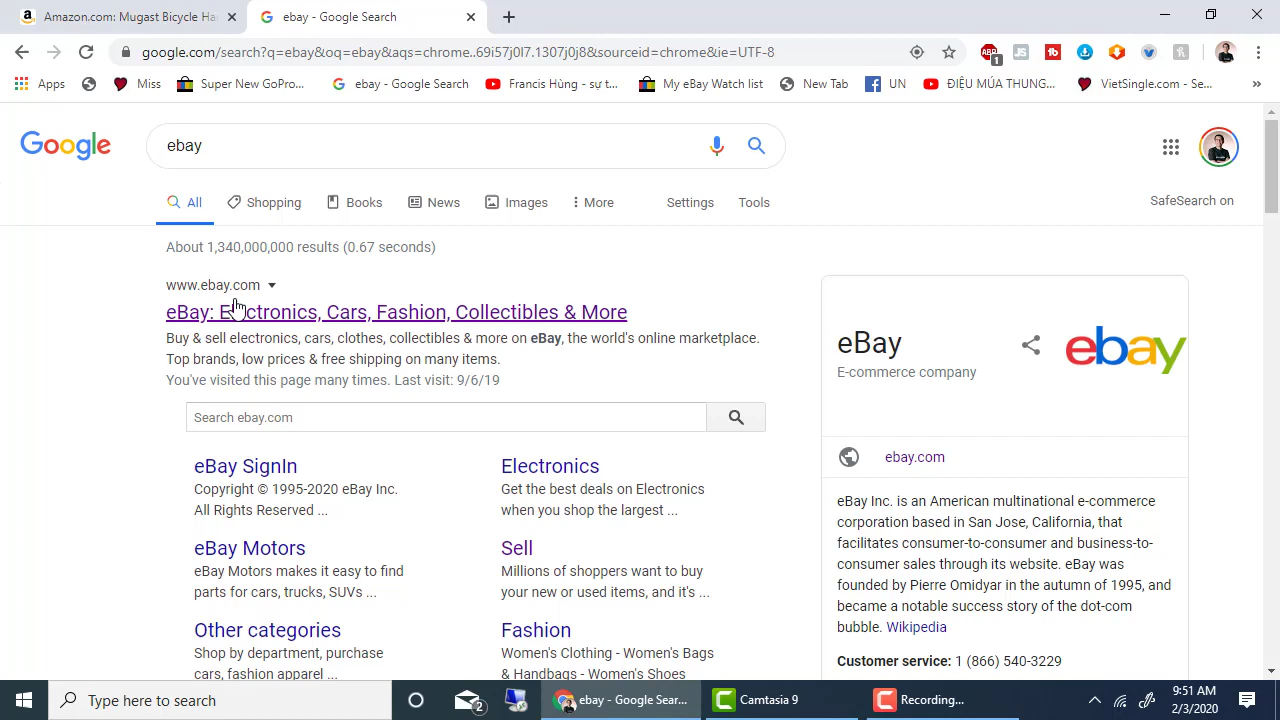 Amazon.com: Mugast Bicycle Ha
ebay - Google Search
google.com/search?q=ebay&oq=ebay&aqs=chrome..69i57j0l7.1307j0j8&sourceid=chrome&ie=UTF-8
ABP
1
JS
tb
Apps
Miss
Super New GoPro...
ebay - Google Search
Francis Hùng - sự t...
My eBay Watch list
New Tab
UN
ĐIỆU MÚA THUNG...
VietSingle.com - Se...
Google
ebay
All
Shopping
Books
News
Images
More
Settings
Tools
SafeSearch on
About 1,340,000,000 results (0.67 seconds)
www.ebay.com
eBay: Electronics, Cars, Fashion, Collectibles & More
Buy & sell electronics, cars, clothes, collectibles & more on eBay, the world's online marketplace.
Top brands, low prices & free shipping on many items.
You've visited this page many times. Last visit: 9/6/19
Search ebay.com
eBay SignIn
Copyright © 1995-2020 eBay Inc.
All Rights Reserved ...
Electronics
Get the best deals on Electronics
when you shop the largest ...
eBay Motors
eBay Motors makes it easy to find
parts for cars, trucks, SUVs ...
Sell
Millions of shoppers want to buy
your new or used items, and it's ...
Other categories
Shop by department, purchase
cars, fashion apparel ...
Fashion
Women's Clothing - Women's Bags
& Handbags - Women's Shoes
eBay
E-commerce company
ebay
ebay.com
eBay Inc. is an American multinational e-commerce
corporation based in San Jose, California, that
facilitates consumer-to-consumer and business-to-
consumer sales through its website. eBay was
founded by Pierre Omidyar in the autumn of 1995, and
became a notable success story of the dot-com
bubble. Wikipedia
Customer service: 1 (866) 540-3229
Type here to search
2
ebay - Google Sear...
Camtasia 9
Recording...
9:51 AM
2/3/2020